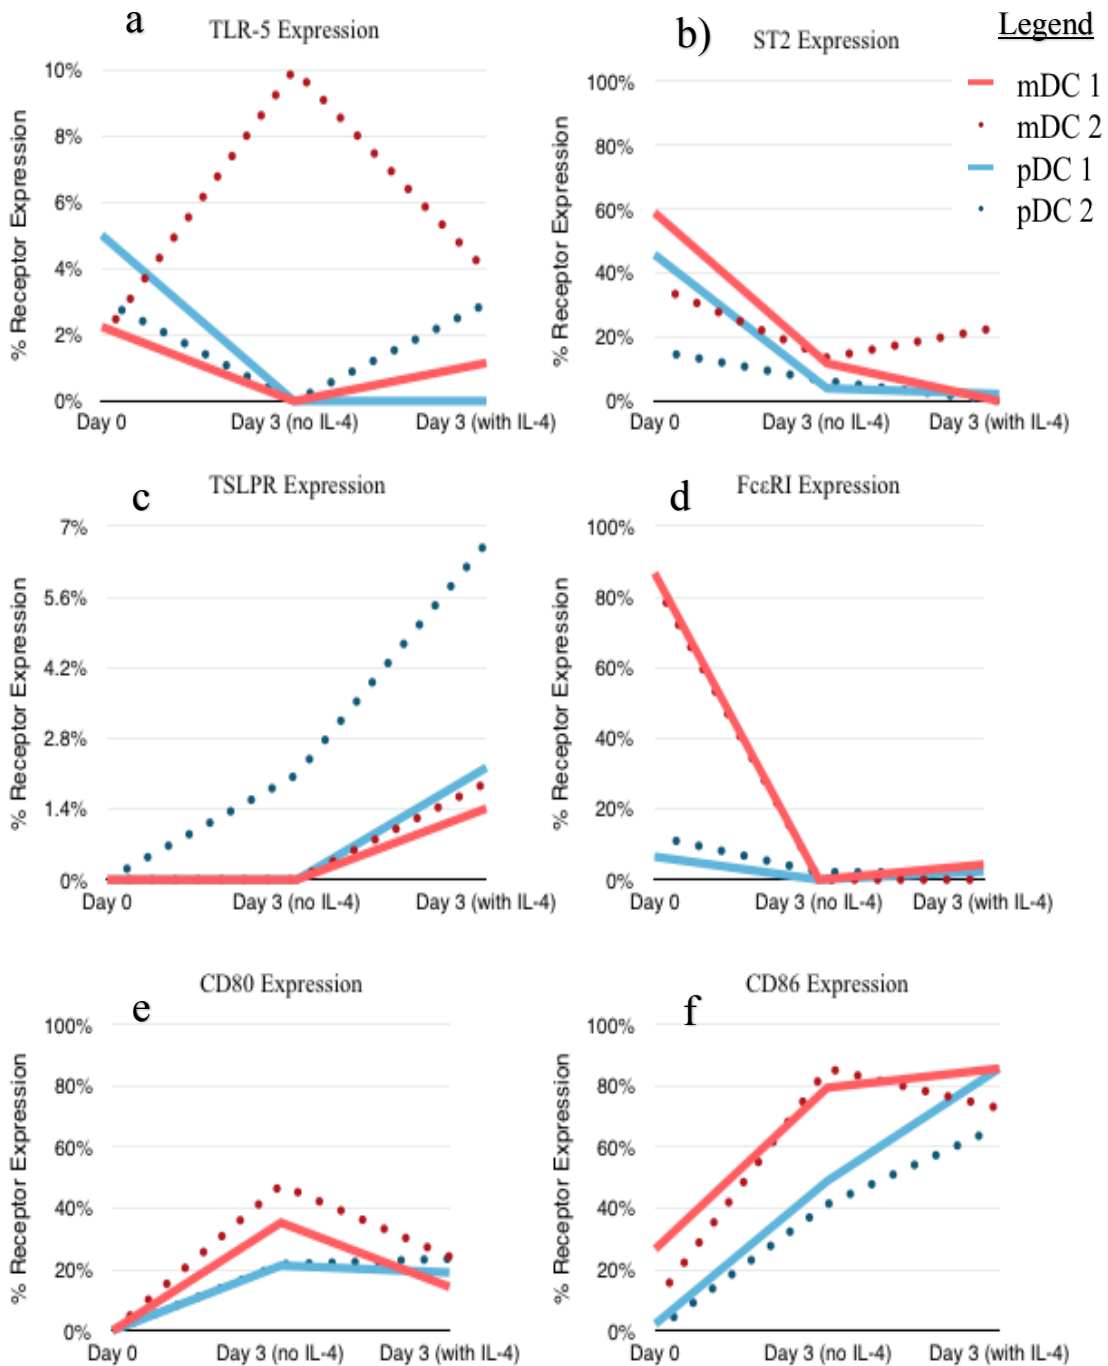 a
TLR-5 Expression
% Receptor Expression
10%
8%
6%
4%
2%
0%
Day 0
Day 3 (no IL-4)
Day 3 (with IL-4)
b)
ST2 Expression
% Receptor Expression
100%
80%
60%
40%
20%
0%
Day 0
Day 3 (no IL-4)
Day 3 (with IL-4)
Legend
mDC 1
mDC 2
pDC 1
pDC 2
c
TSLPR Expression
% Receptor Expression
7%
5.6%
4.2%
2.8%
1.4%
0%
Day 0
Day 3 (no IL-4)
Day 3 (with IL-4)
d
FcεRI Expression
% Receptor Expression
100%
80%
60%
40%
20%
0%
Day 0
Day 3 (no IL-4)
Day 3 (with IL-4)
e
CD80 Expression
% Receptor Expression
100%
80%
60%
40%
20%
0%
Day 0
Day 3 (no IL-4)
Day 3 (with IL-4)
f
CD86 Expression
% Receptor Expression
100%
80%
60%
40%
20%
0%
Day 0
Day 3 (no IL-4)
Day 3 (with IL-4)